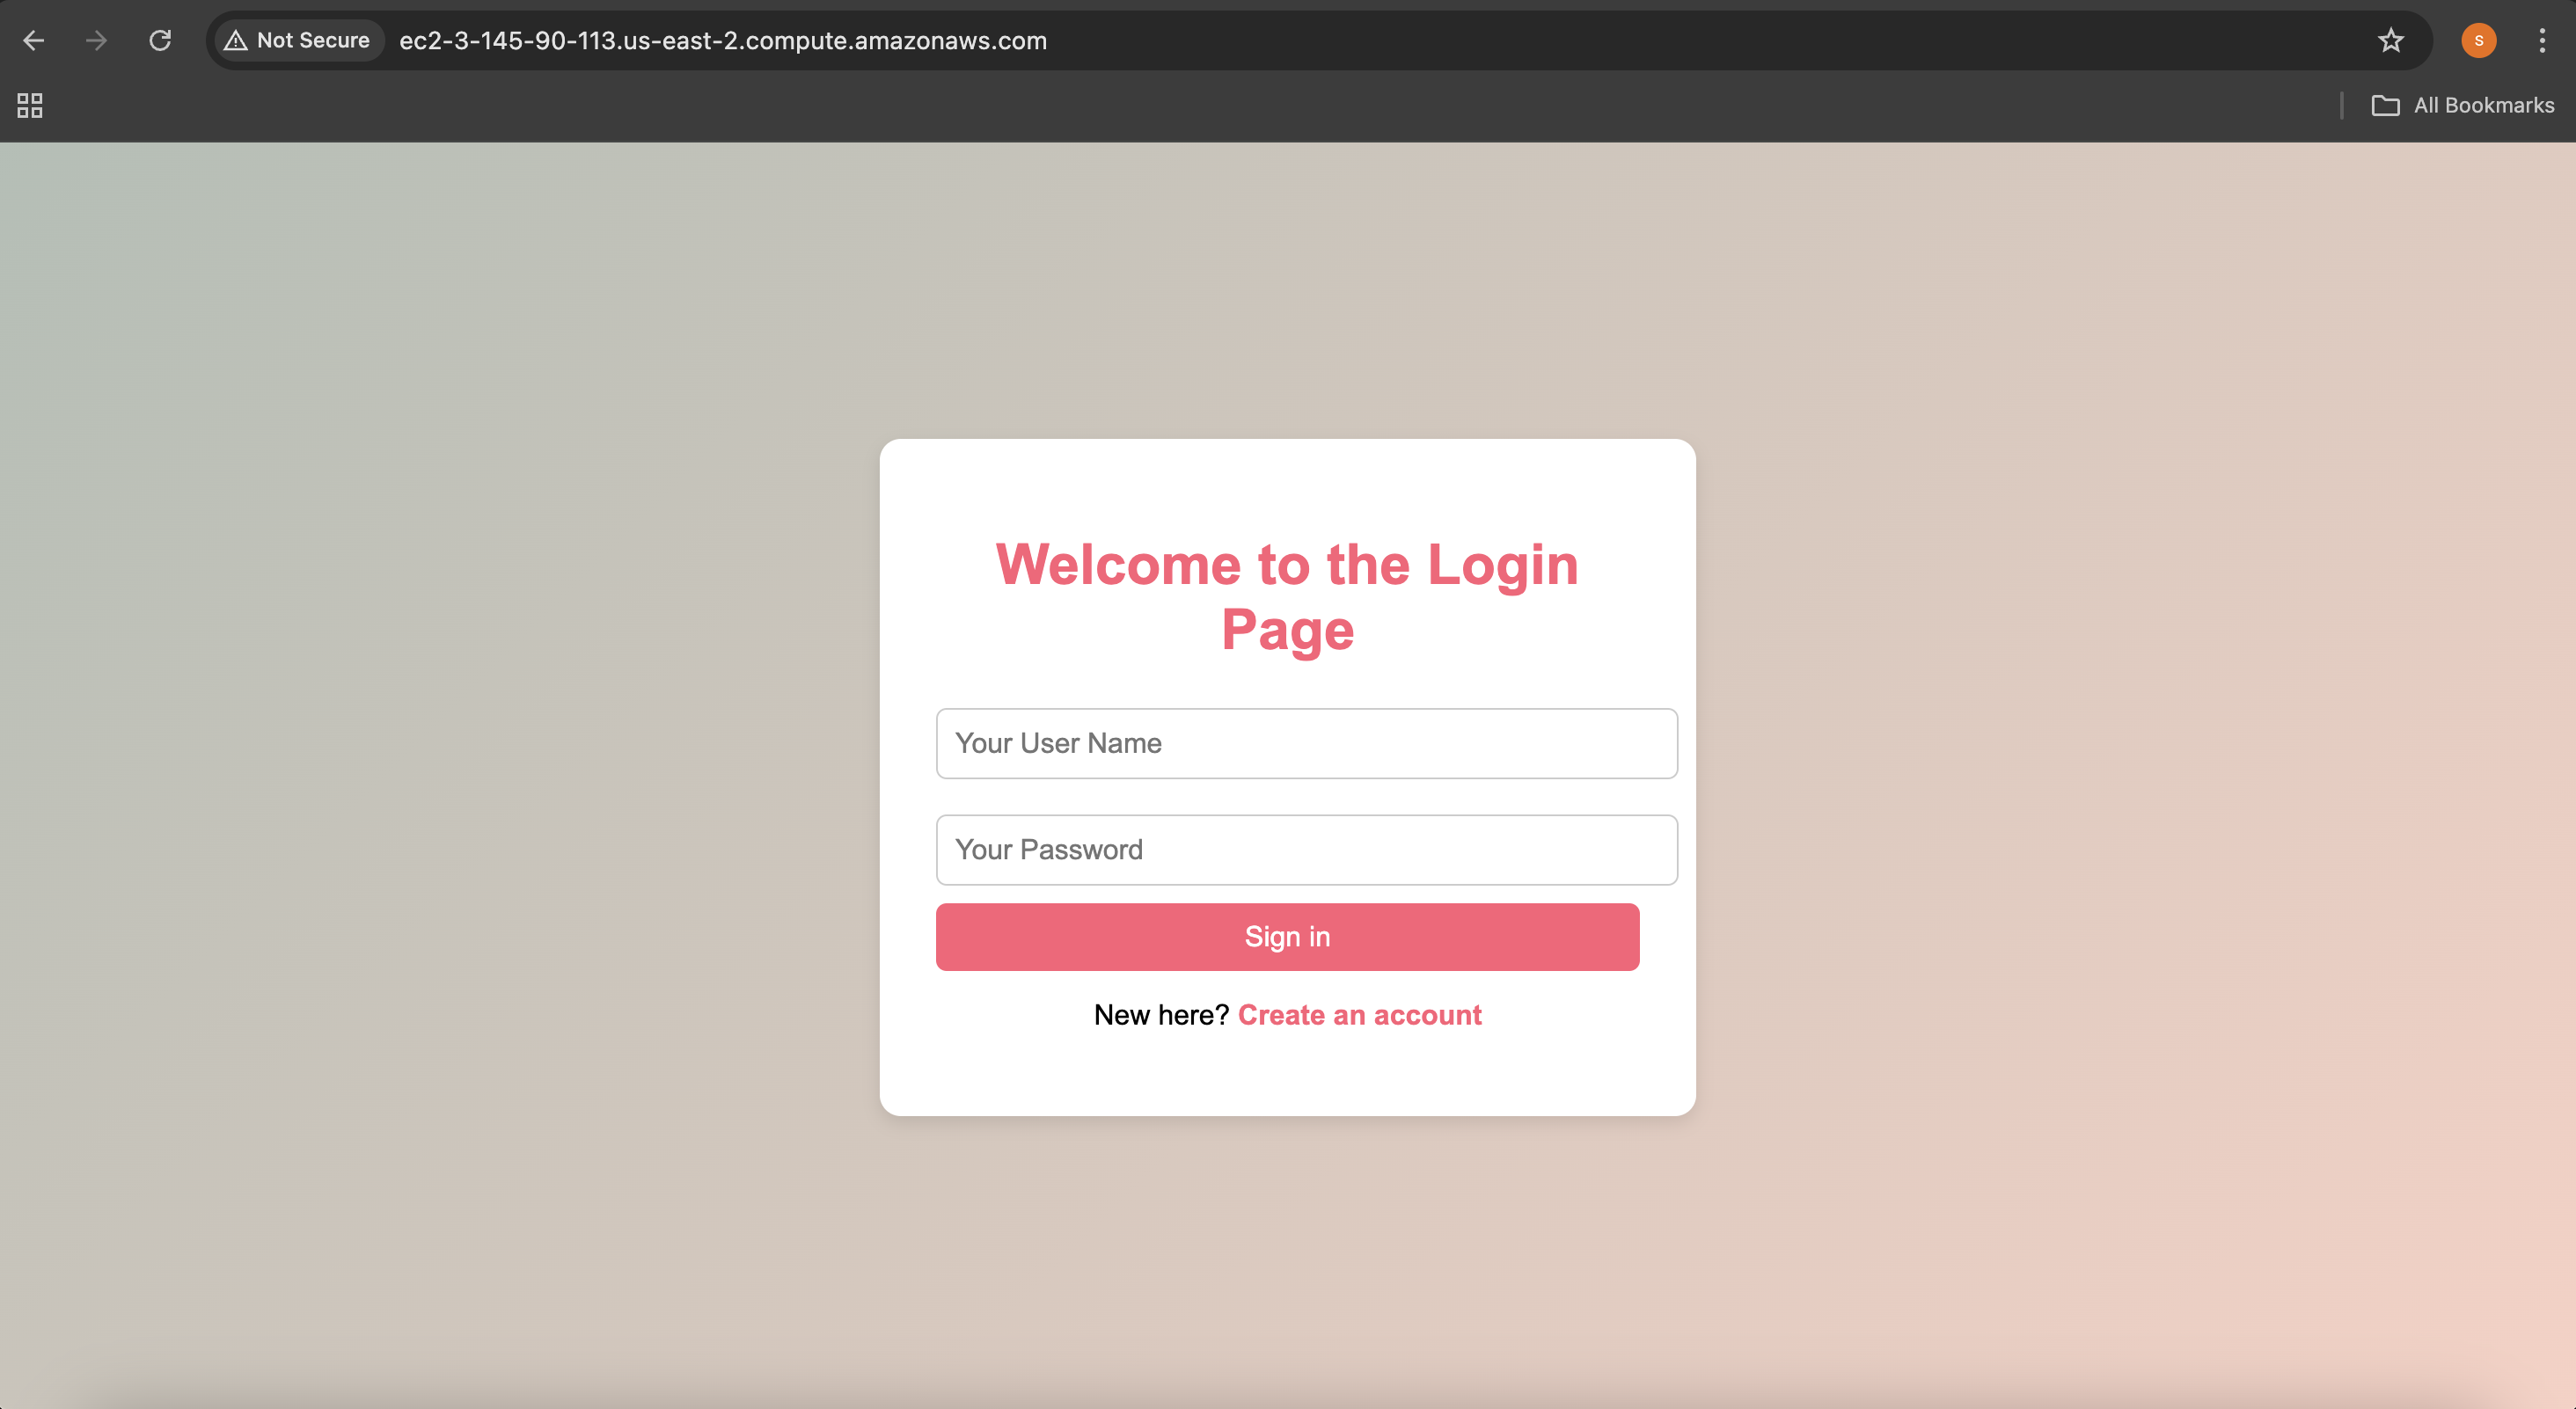 Not Secure ec2-3-145-90-113.us-east-2.compute.amazonaws.com
S
All Bookmarks
Welcome to the Login
Page
Your User Name
Your Password
Sign in
New here? Create an account